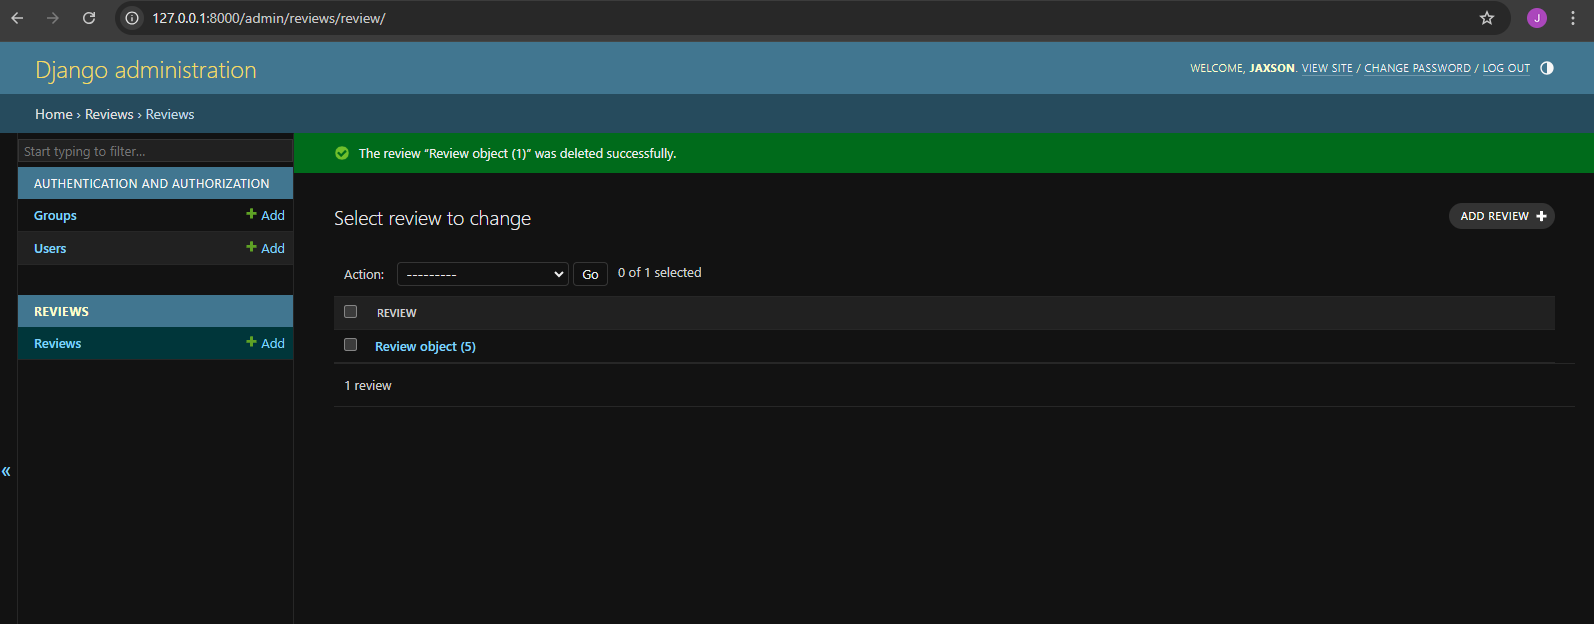 127.0.0.1:8000/admin/reviews/review/
J
Django administration
WELCOME, JAXSON. VIEW SITE / CHANGE PASSWORD / LOG OUT
Home › Reviews › Reviews
Start typing to filter...
The review “Review object (1)” was deleted successfully.
AUTHENTICATION AND AUTHORIZATION
Groups + Add
Users + Add
REVIEWS
Reviews + Add
«
Select review to change
ADD REVIEW +
Action: --------- Go 0 of 1 selected
REVIEW
Review object (5)
1 review